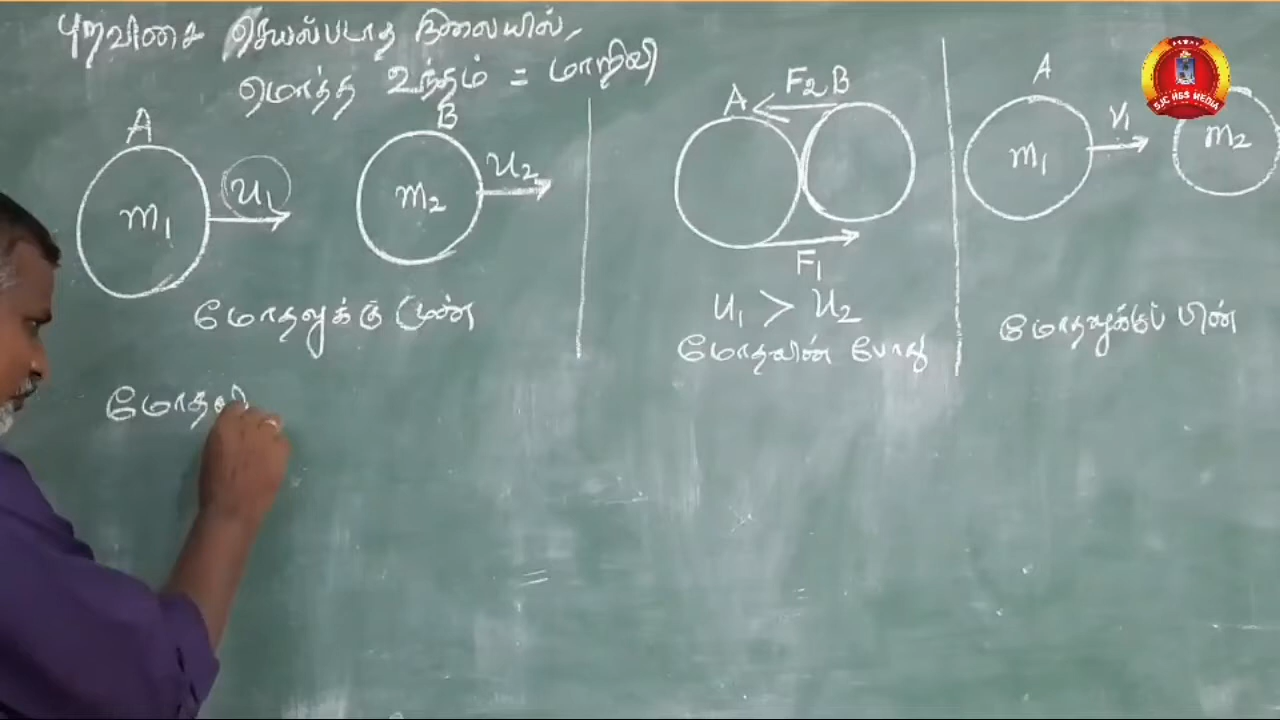 புறவிசை செயல்படாத நிலையில்,
மொத்த உந்தம் = மாறிலி
A
B
m₁
u₁
m₂
u₂
மோதலுக்கு முன்
A
F₂
B
F₁
u₁ > u₂
மோதலின் போது
A
m₁
v₁
m₂
மோதலுக்குப் பின்
மோதலி
SJC HSS MEDIA